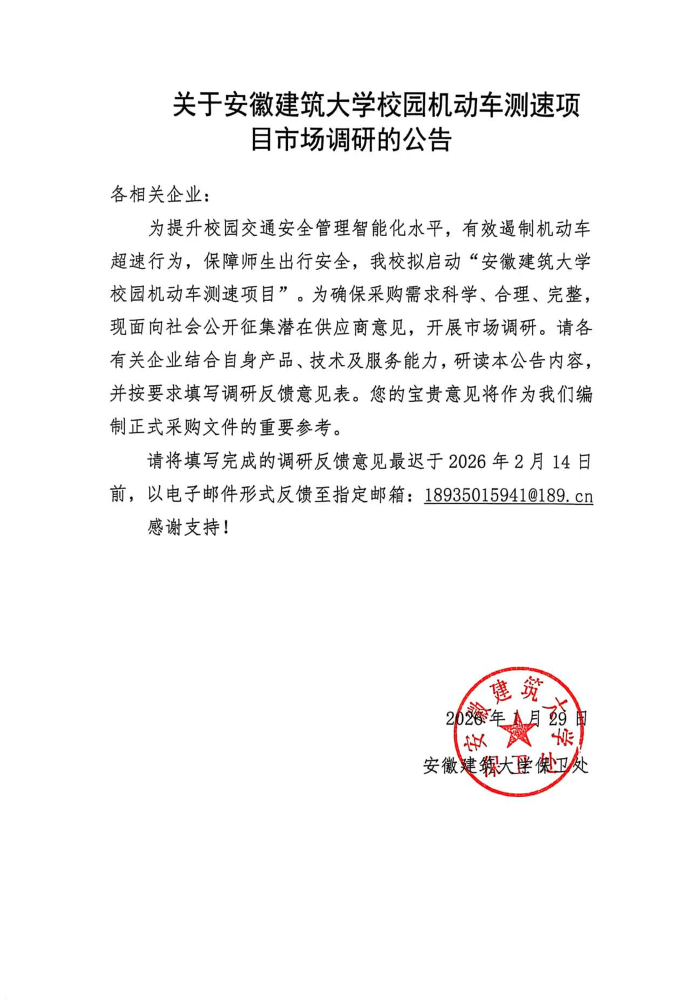 关于安徽建筑大学校园机动车测速项
目市场调研的公告
各相关企业：
为提升校园交通安全管理智能化水平，有效遏制机动车
超速行为，保障师生出行安全，我校拟启动“安徽建筑大学
校园机动车测速项目”。为确保采购需求科学、合理、完整，
现面向社会公开征集潜在供应商意见，开展市场调研。请各
有关企业结合自身产品、技术及服务能力，研读本公告内容，
并按要求填写调研反馈意见表。您的宝贵意见将作为我们编
制正式采购文件的重要参考。
请将填写完成的调研反馈意见最迟于 2026 年 2 月 14 日
前，以电子邮件形式反馈至指定邮箱：18935015941@189.cn
感谢支持！
2026 年 1 月 29 日
安徽建筑大学保卫处
安徽建筑大学
保卫处